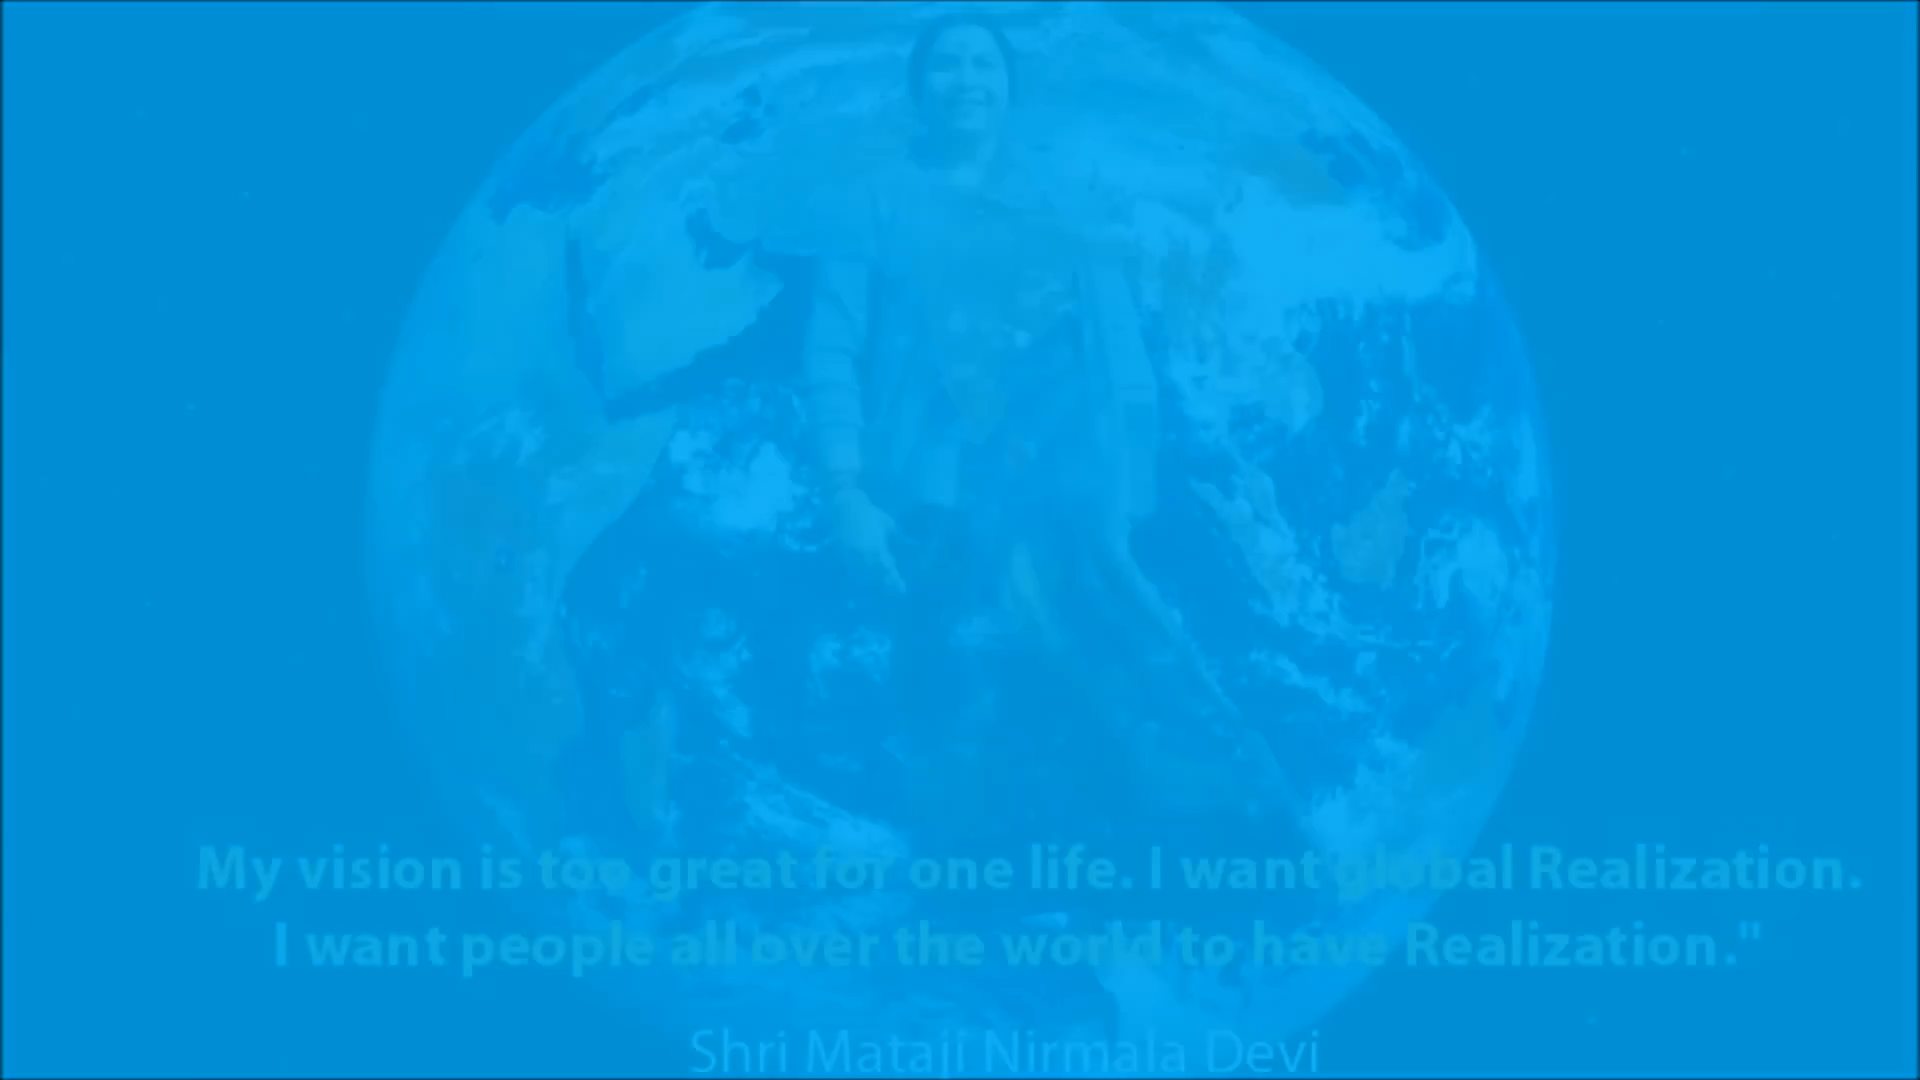 My vision is too great for one life. I want global Realization.
I want people all over the world to have Realization."
Shri Mataji Nirmala Devi